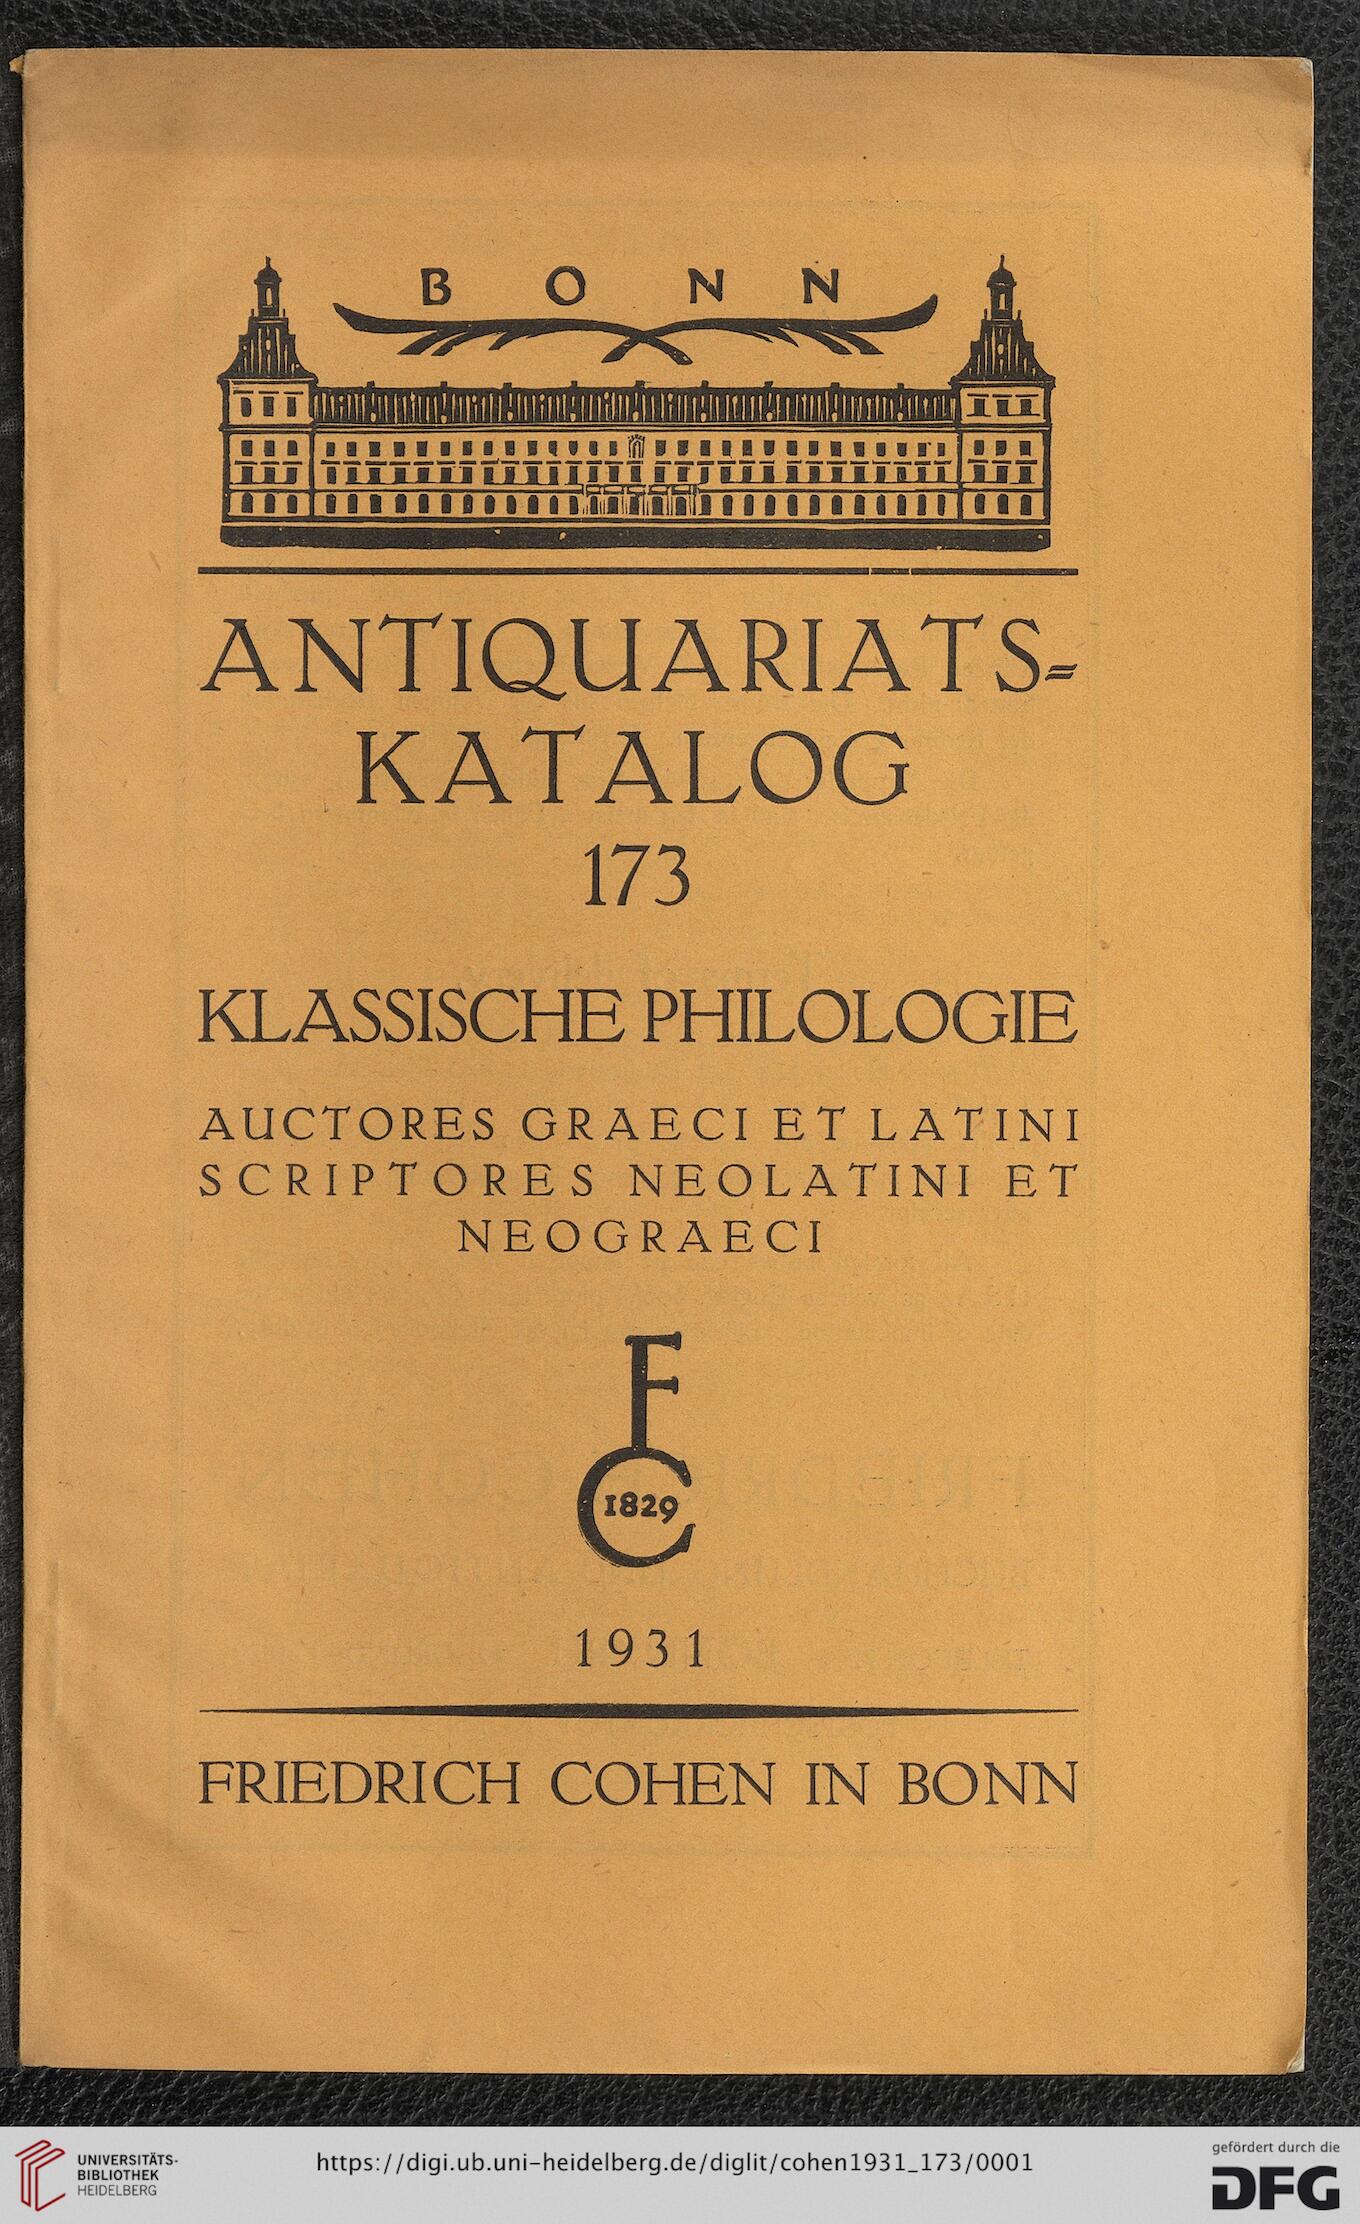 B O N N
ANTIQUARIATS=
KATALOG
173
KLASSISCHE PHILOLOGIE
AUCTORES GRAECI ET LATINI
SCRIPTORES NEOLATINI ET
NEOGRAECI
FC
1829
1931
FRIEDRICH COHEN IN BONN
UNIVERSITÄTS-
BIBLIOTHEK
HEIDELBERG
https://digi.ub.uni-heidelberg.de/diglit/cohen1931_173/0001
gefördert durch die
DFG